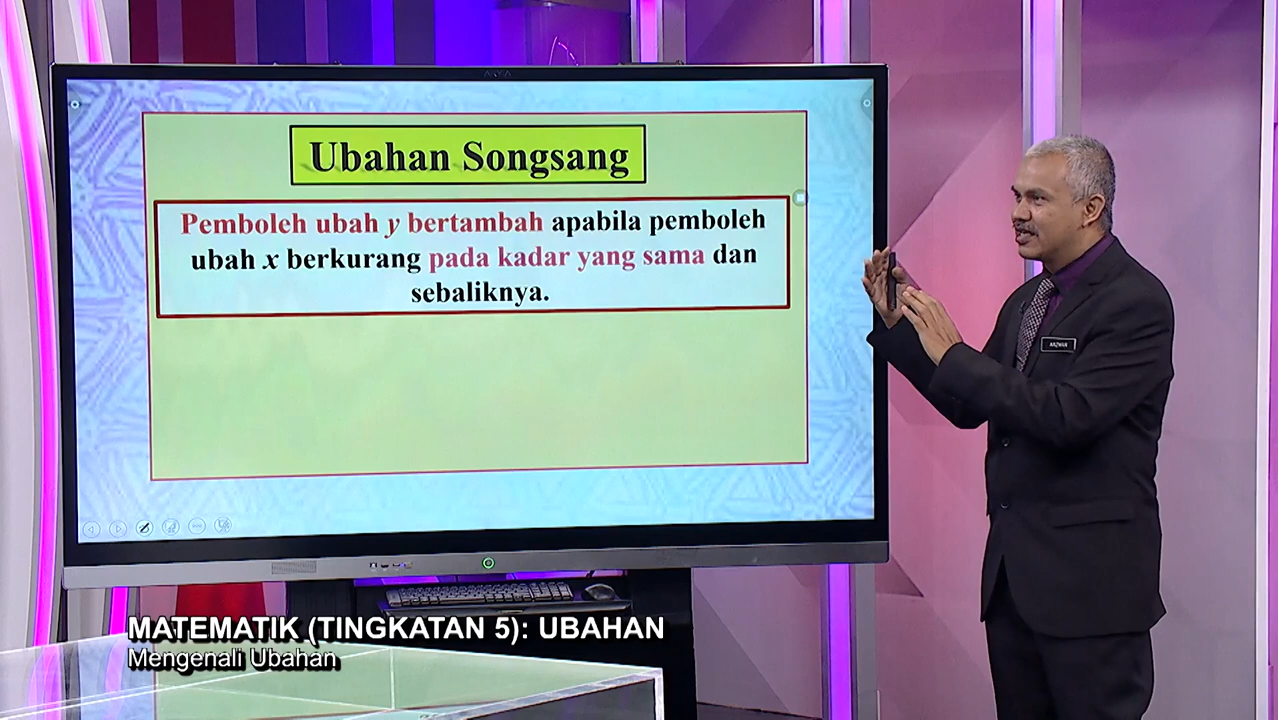 Ubahan Songsang
Pemboleh ubah y bertambah apabila pemboleh
ubah x berkurang pada kadar yang sama dan
sebaliknya.
MATEMATIK (TINGKATAN 5): UBAHAN
Mengenali Ubahan